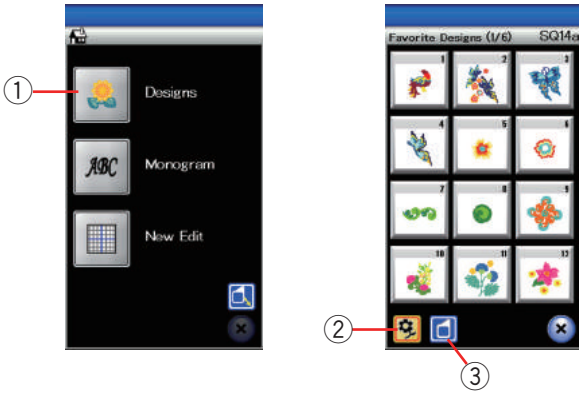 1
Designs
ABC
Monogram
New Edit
Favorite Designs (1/6) SQ14a
1 2 3
4 5 6
7 8 9
10 11 12
2
3